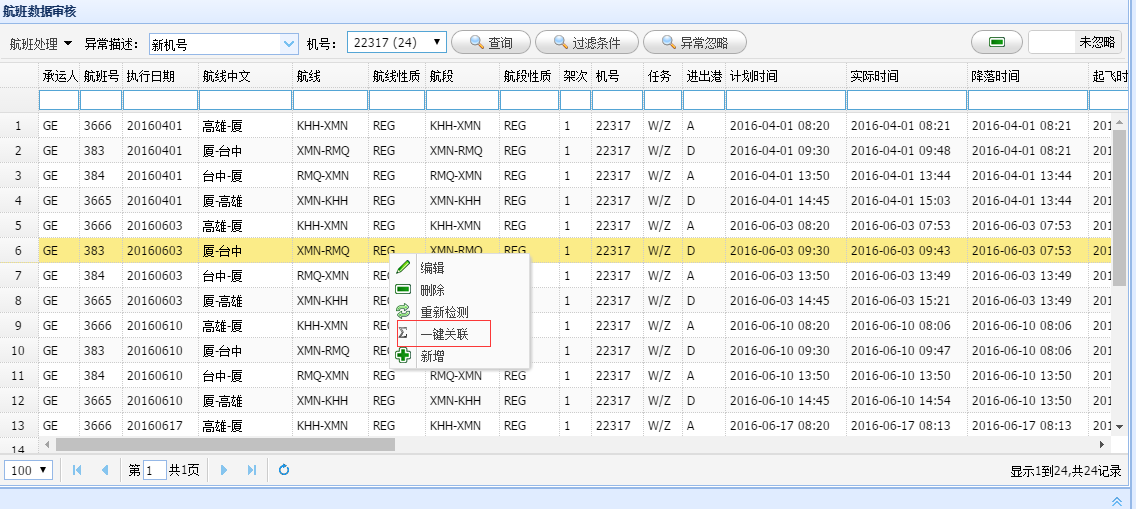 航班数据审核
航班处理 异常描述: 新机号 机号: 22317 (24) 查询 过滤条件 异常忽略 未忽略
承运人 航班号 执行日期 航线中文 航线 航线性质 航段 航段性质 架次 机号 任务 进出港 计划时间 实际时间 降落时间 起飞时
1 GE 3666 20160401 高雄-厦 KHH-XMN REG KHH-XMN REG 1 22317 W/Z A 2016-04-01 08:20 2016-04-01 08:21 2016-04-01 08:21 201
2 GE 383 20160401 厦-台中 XMN-RMQ REG XMN-RMQ REG 1 22317 W/Z D 2016-04-01 09:30 2016-04-01 09:48 2016-04-01 08:21 201
3 GE 384 20160401 台中-厦 RMQ-XMN REG RMQ-XMN REG 1 22317 W/Z A 2016-04-01 13:50 2016-04-01 13:44 2016-04-01 13:44 201
4 GE 3665 20160401 厦-高雄 XMN-KHH REG XMN-KHH REG 1 22317 W/Z D 2016-04-01 14:45 2016-04-01 15:03 2016-04-01 13:44 201
5 GE 3666 20160603 高雄-厦 KHH-XMN REG KHH-XMN REG 1 22317 W/Z A 2016-06-03 08:20 2016-06-03 07:53 2016-06-03 07:53 201
6 GE 383 20160603 厦-台中 XMN-RMQ REG XMN-RMQ REG 1 22317 W/Z D 2016-06-03 09:30 2016-06-03 09:43 2016-06-03 07:53 201
7 GE 384 20160603 台中-厦 RMQ-XMN REG 编辑 1 22317 W/Z A 2016-06-03 13:50 2016-06-03 13:49 2016-06-03 13:49 201
8 GE 3665 20160603 厦-高雄 XMN-KHH REG 删除 1 22317 W/Z D 2016-06-03 14:45 2016-06-03 15:21 2016-06-03 13:49 201
9 GE 3666 20160610 高雄-厦 KHH-XMN REG 重新检测 1 22317 W/Z A 2016-06-10 08:20 2016-06-10 08:06 2016-06-10 08:06 201
10 GE 383 20160610 厦-台中 XMN-RMQ REG 一键关联 1 22317 W/Z D 2016-06-10 09:30 2016-06-10 09:47 2016-06-10 08:06 201
11 GE 384 20160610 台中-厦 RMQ-XMN REG 新增 RMQ-XMN REG 1 22317 W/Z A 2016-06-10 13:50 2016-06-10 13:50 2016-06-10 13:50 201
12 GE 3665 20160610 厦-高雄 XMN-KHH REG XMN-KHH REG 1 22317 W/Z D 2016-06-10 14:45 2016-06-10 14:54 2016-06-10 13:50 201
13 GE 3666 20160617 高雄-厦 KHH-XMN REG KHH-XMN REG 1 22317 W/Z A 2016-06-17 08:20 2016-06-17 08:13 2016-06-17 08:13 201
14
100 第 1 共1页 显示1到24,共24记录